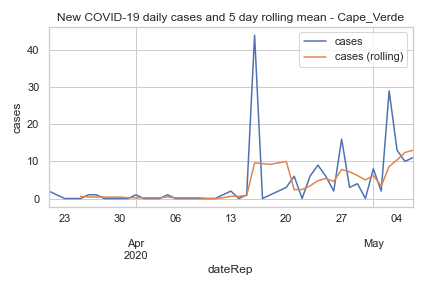 New COVID-19 daily cases and 5 day rolling mean - Cape_Verde
cases
cases (rolling)
40
30
20
10
0
cases
23 30 06 13 20 27 04
Apr May
2020
dateRep